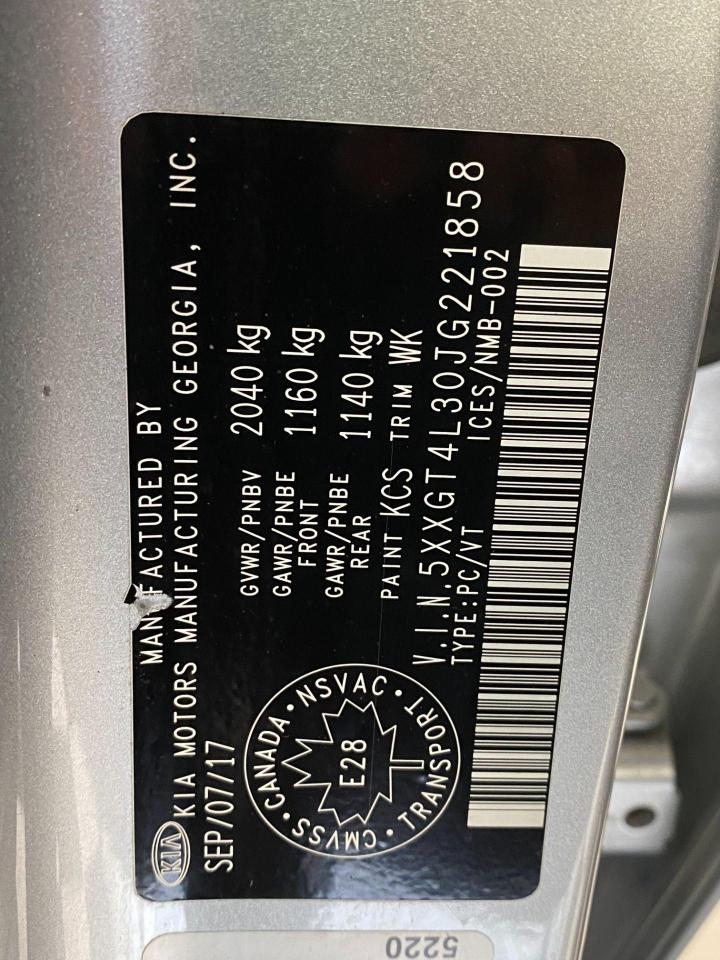 MANUFACTURED BY
KIA KIA MOTORS MANUFACTURING GEORGIA, INC.
SEP/07/17
GVWR/PNBV 2040 kg
GAWR/PNBE FRONT 1160 kg
GAWR/PNBE REAR 1140 kg
PAINT KCS TRIM WK
V.I.N.5XXGT4L30JG221858
TYPE:PC/VT ICES/NMB-002
CANADA · NSVAC · TRANSPORT · CMVSS ·
E28
5220